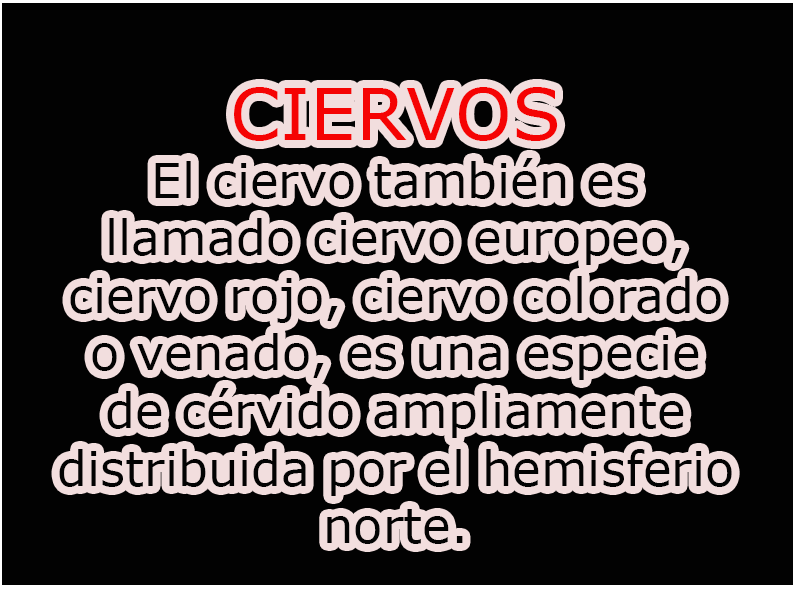 CIERVOS
El ciervo también es
llamado ciervo europeo,
ciervo rojo, ciervo colorado
o venado, es una especie
de cérvido ampliamente
distribuida por el hemisferio
norte.